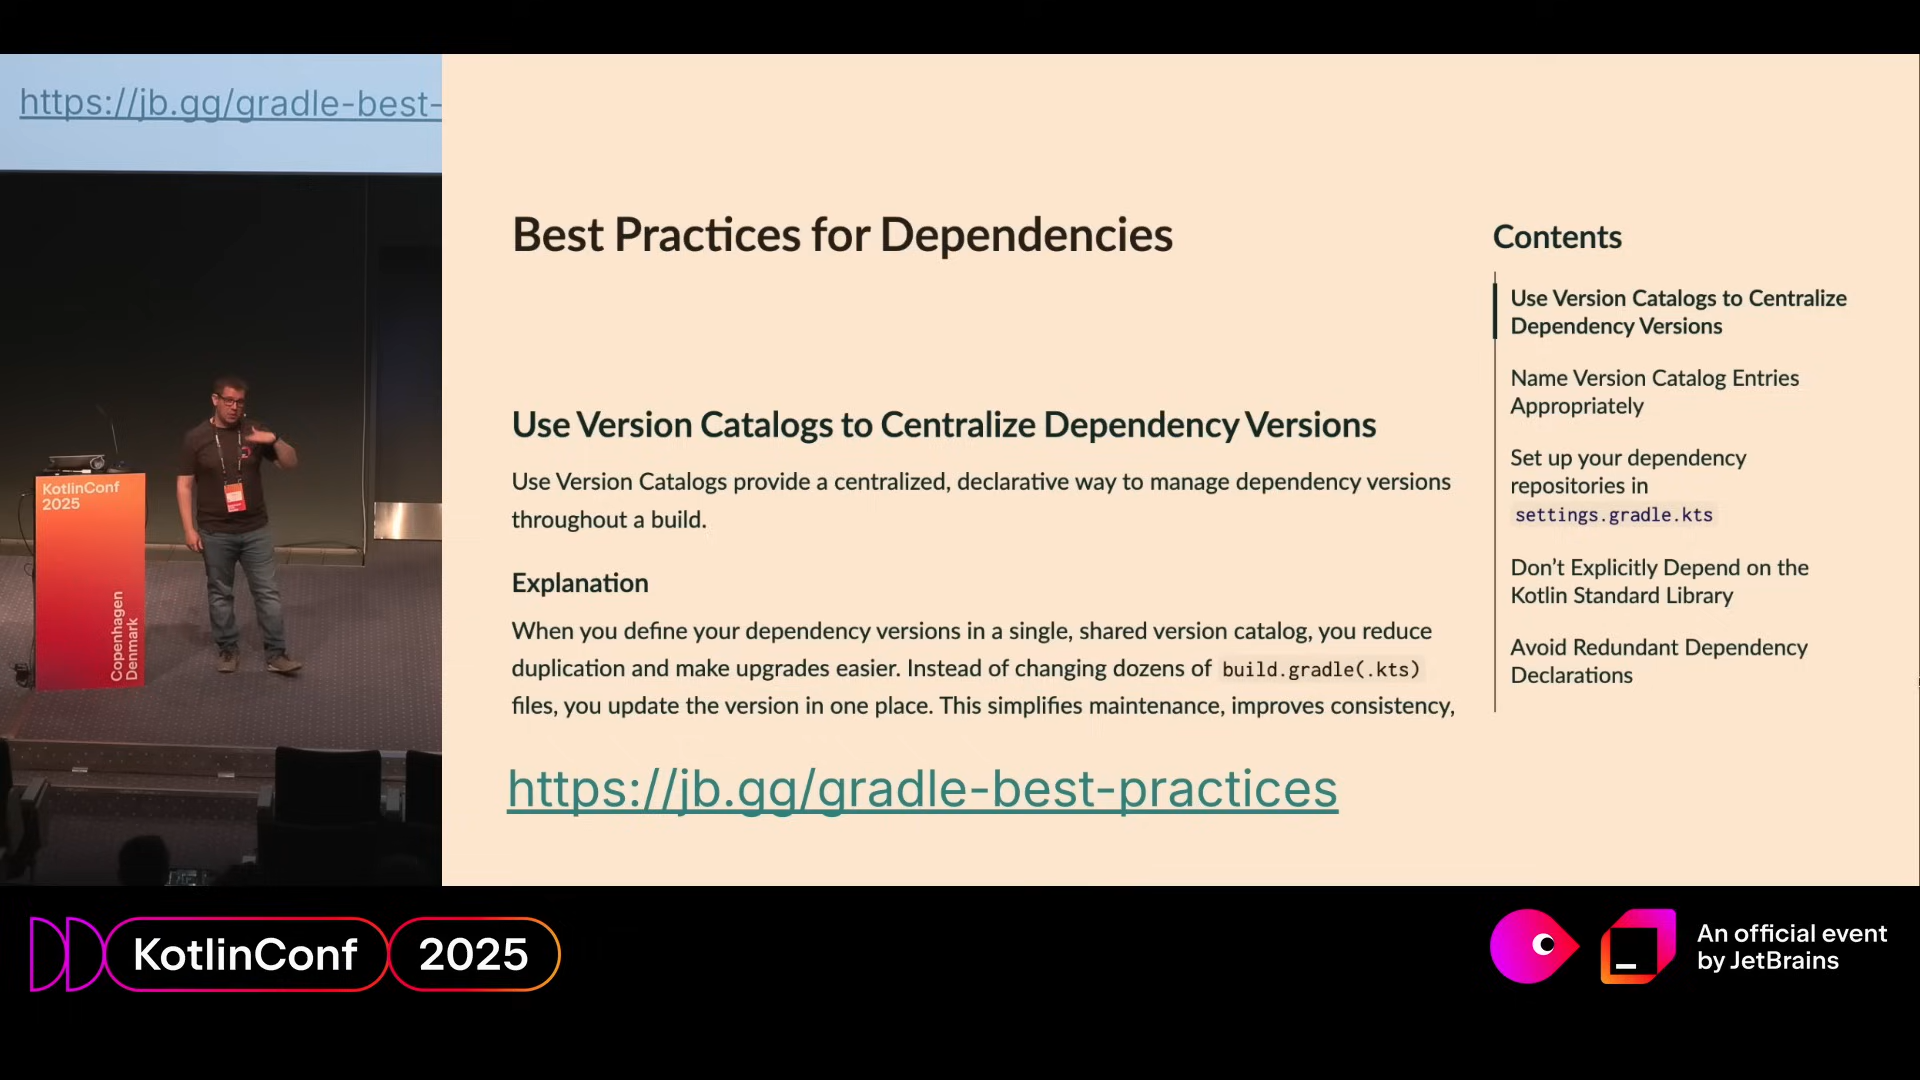 https://jb.gg/gradle-best-
KotlinConf
2025
Copenhagen
Denmark
Best Practices for Dependencies
Use Version Catalogs to Centralize Dependency Versions
Use Version Catalogs provide a centralized, declarative way to manage dependency versions
throughout a build.
Explanation
When you define your dependency versions in a single, shared version catalog, you reduce
duplication and make upgrades easier. Instead of changing dozens of build.gradle(.kts)
files, you update the version in one place. This simplifies maintenance, improves consistency,
https://jb.gg/gradle-best-practices
Contents
Use Version Catalogs to Centralize
Dependency Versions
Name Version Catalog Entries
Appropriately
Set up your dependency
repositories in
settings.gradle.kts
Don’t Explicitly Depend on the
Kotlin Standard Library
Avoid Redundant Dependency
Declarations
KotlinConf 2025
An official event
by JetBrains